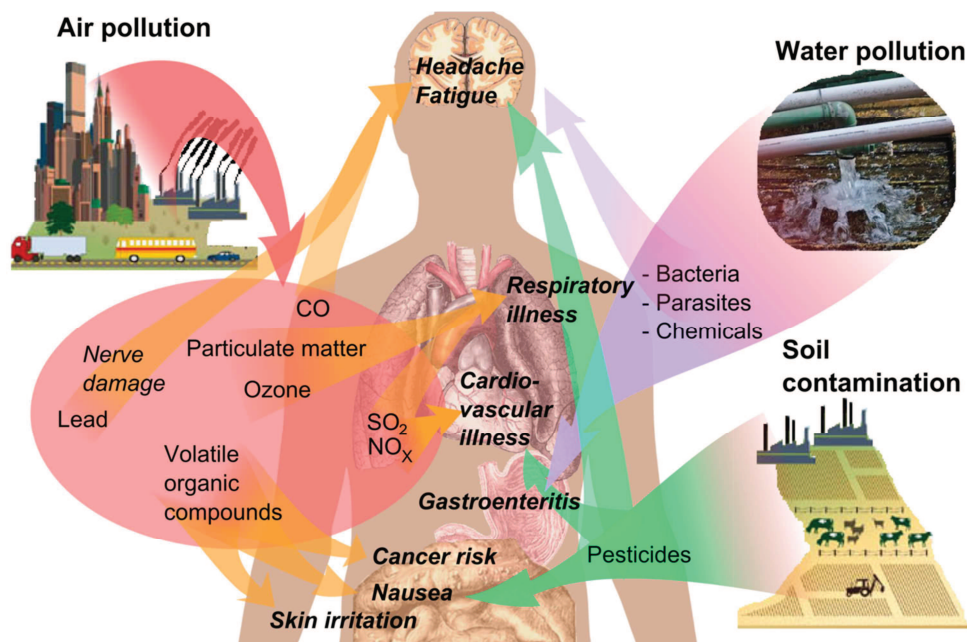 Air pollution
Water pollution
Headache
Fatigue
- Bacteria
- Parasites
- Chemicals
Respiratory
illness
CO
Particulate matter
Nerve
damage
Ozone
Lead
SO₂
NOₓ
Cardio-
vascular
illness
Soil
contamination
Volatile
organic
compounds
Gastroenteritis
Cancer risk
Pesticides
Nausea
Skin irritation